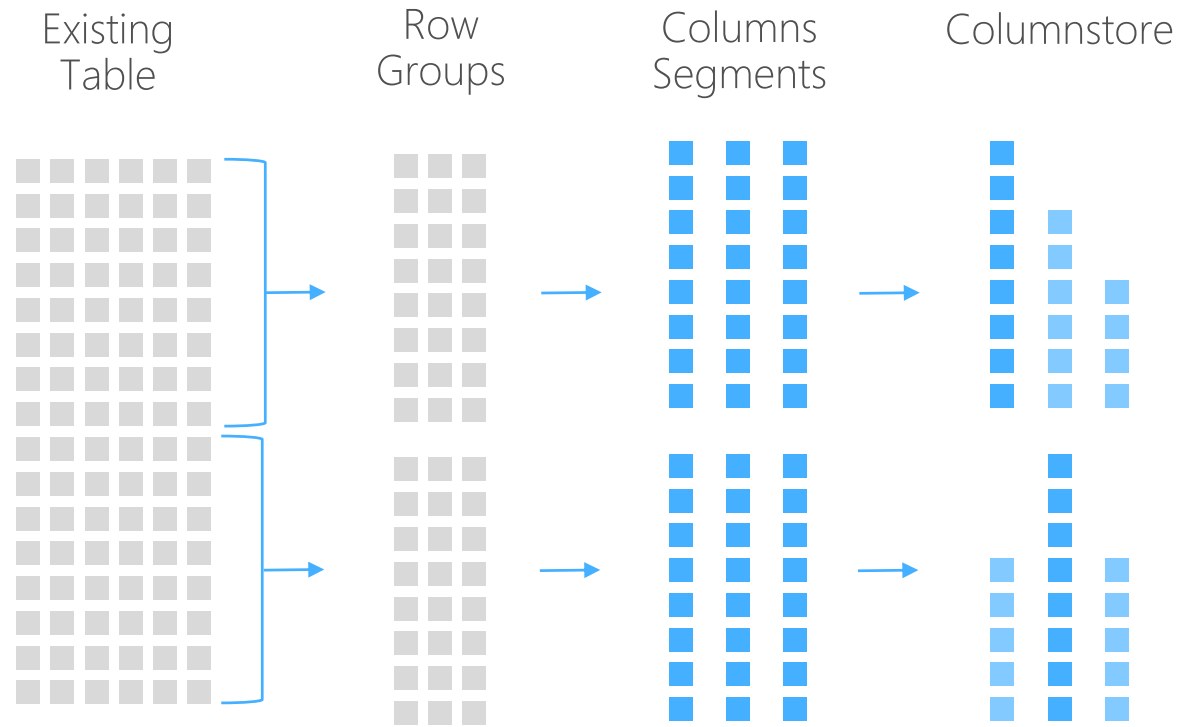 Existing
Table
Row
Groups
Columns
Segments
Columnstore